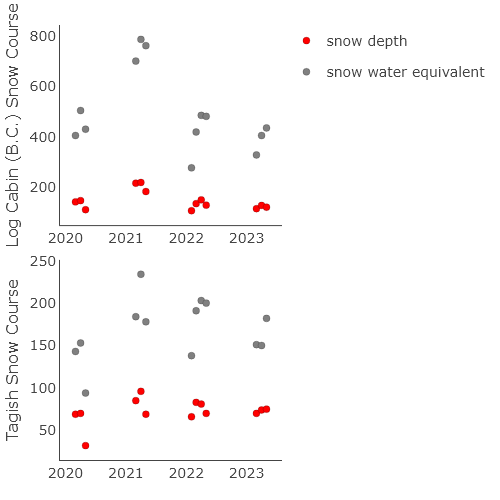 Log Cabin (B.C.) Snow Course
800
600
400
200
2020 2021 2022 2023
snow depth
snow water equivalent
Tagish Snow Course
250
200
150
100
50
2020 2021 2022 2023